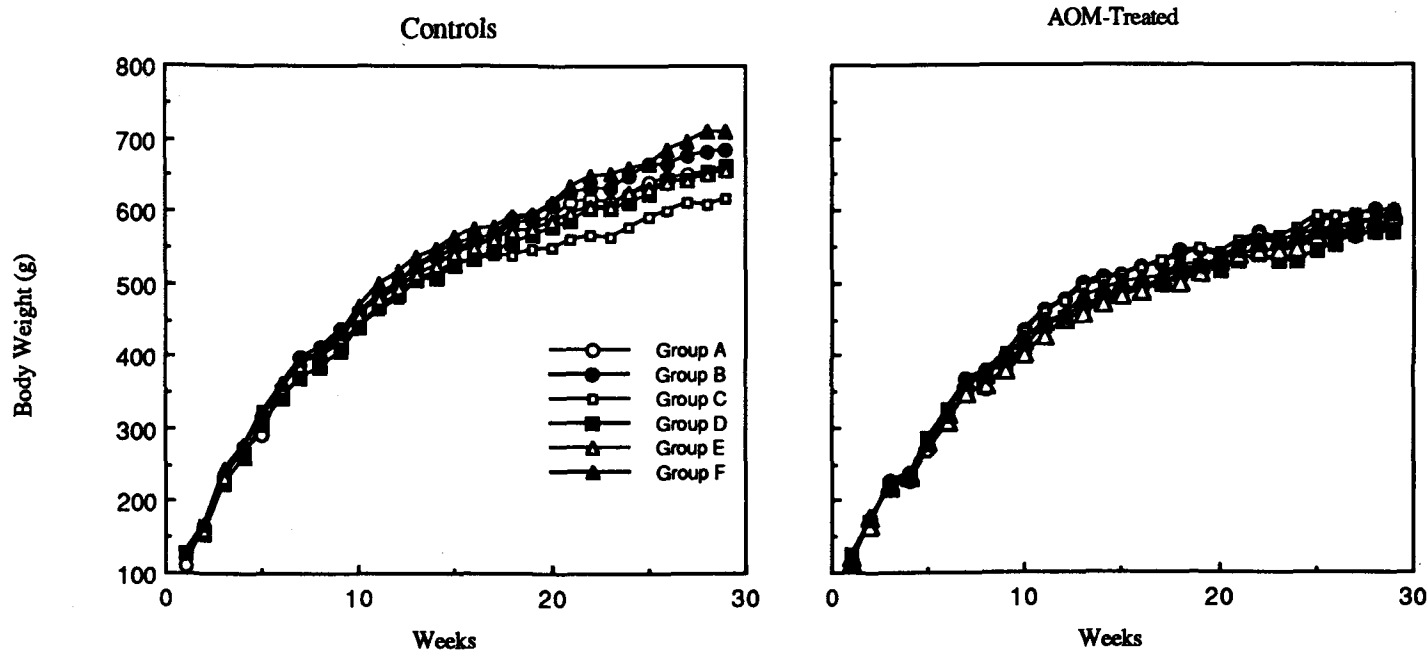 Controls
AOM-Treated
800
700
600
500
400
300
200
100
Body Weight (g)
Group A
Group B
Group C
Group D
Group E
Group F
0 10 20 30
Weeks
0 10 20 30
Weeks